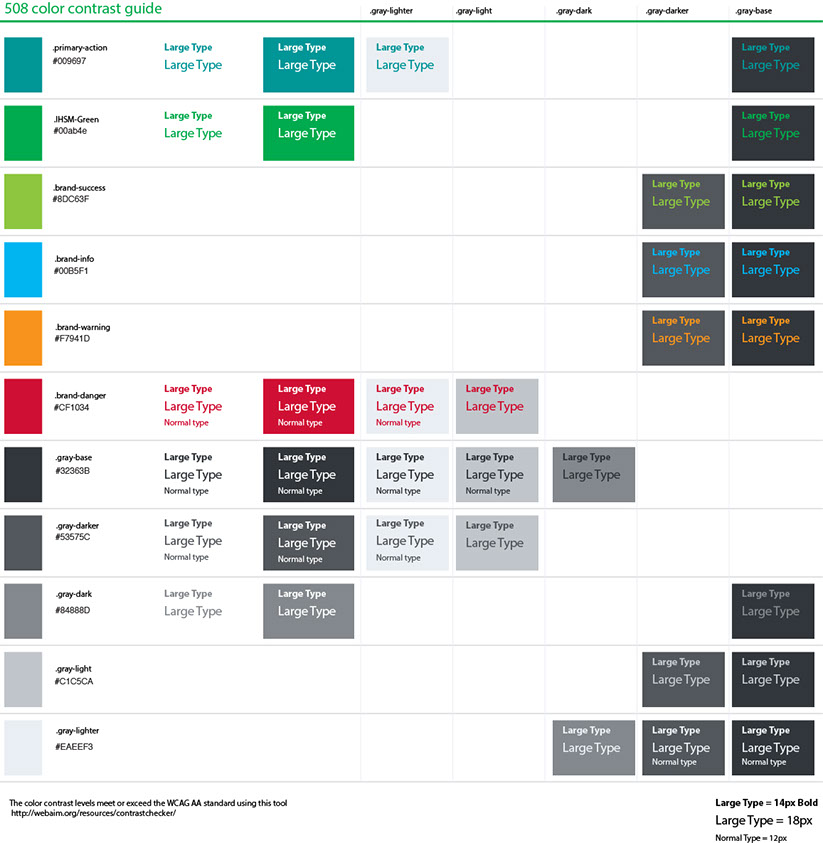 508 color contrast guide
.gray-lighter
.gray-light
.gray-dark
.gray-darker
.gray-base
.primary-action
#009697
Large Type
Large Type
Large Type
Large Type
Large Type
Large Type
Large Type
Large Type
.JHSM-Green
#00ab4e
Large Type
Large Type
Large Type
Large Type
Large Type
Large Type
.brand-success
#8DC63F
Large Type
Large Type
Large Type
Large Type
.brand-info
#00B5F1
Large Type
Large Type
Large Type
Large Type
.brand-warning
#F7941D
Large Type
Large Type
Large Type
Large Type
.brand-danger
#CF1034
Large Type
Large Type
Normal type
Large Type
Large Type
Normal type
Large Type
Large Type
Normal type
Large Type
Large Type
.gray-base
#32363B
Large Type
Large Type
Normal type
Large Type
Large Type
Normal type
Large Type
Large Type
Normal type
Large Type
Large Type
Normal type
Large Type
Large Type
.gray-darker
#53575C
Large Type
Large Type
Normal type
Large Type
Large Type
Normal type
Large Type
Large Type
Normal type
Large Type
Large Type
.gray-dark
#84888D
Large Type
Large Type
Large Type
Large Type
Large Type
Large Type
.gray-light
#C1C5CA
Large Type
Large Type
Large Type
Large Type
.gray-lighter
#EAEEF3
Large Type
Large Type
Large Type
Large Type
Normal type
Large Type
Large Type
Normal type
The color contrast levels meet or exceed the WCAG AA standard using this tool
http://webaim.org/resources/contrastchecker/
Large Type = 14px Bold
Large Type = 18px
Normal Type = 12px